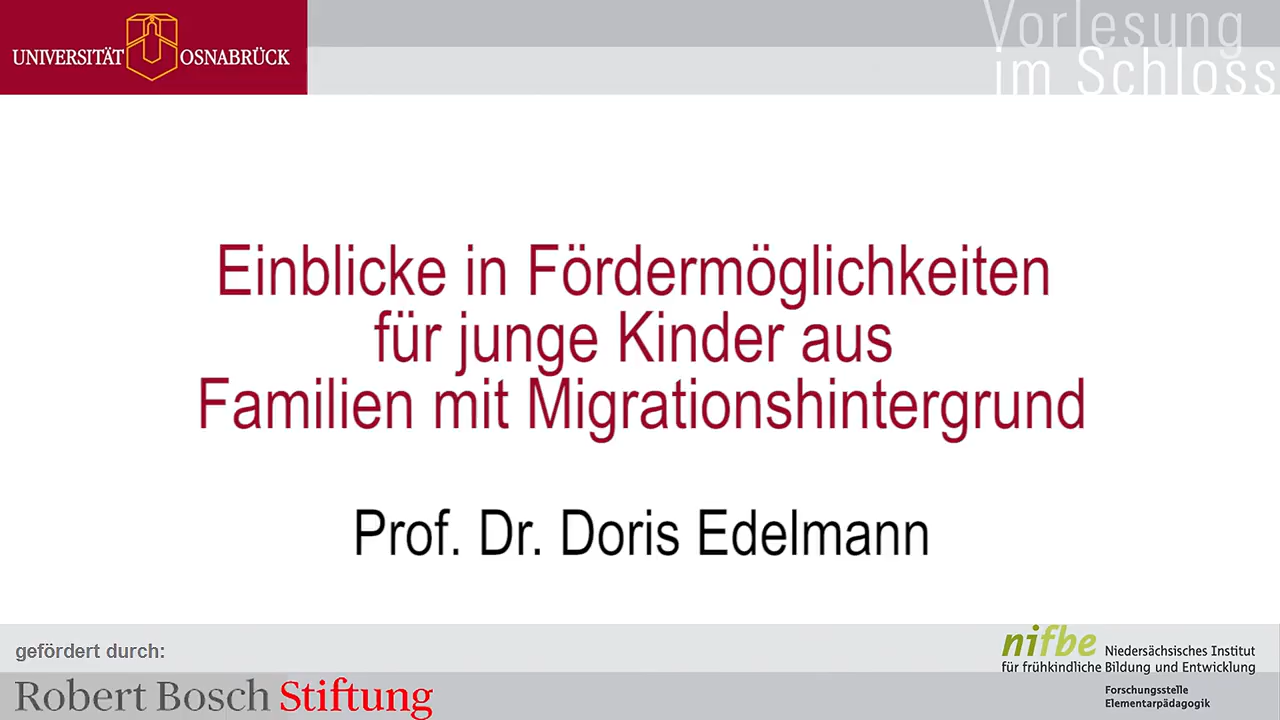 UNIVERSITÄT OSNABRÜCK
Vorlesung
im Schloss
Einblicke in Fördermöglichkeiten
für junge Kinder aus
Familien mit Migrationshintergrund
Prof. Dr. Doris Edelmann
gefördert durch:
Robert Bosch Stiftung
nifbe Niedersächsisches Institut
für frühkindliche Bildung und Entwicklung
Forschungsstelle
Elementarpädagogik